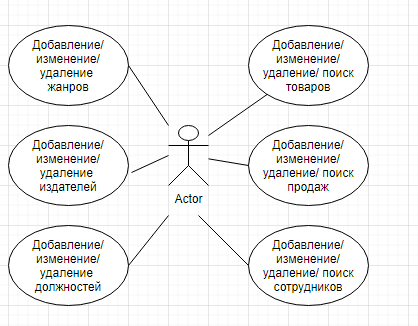 Добавление/
изменение/
удаление
жанров
Добавление/
изменение/
удаление/ поиск
товаров
Добавление/
изменение/
удаление
издателей
Добавление/
изменение/
удаление/ поиск
продаж
Actor
Добавление/
изменение/
удаление
должностей
Добавление/
изменение/
удаление/ поиск
сотрудников